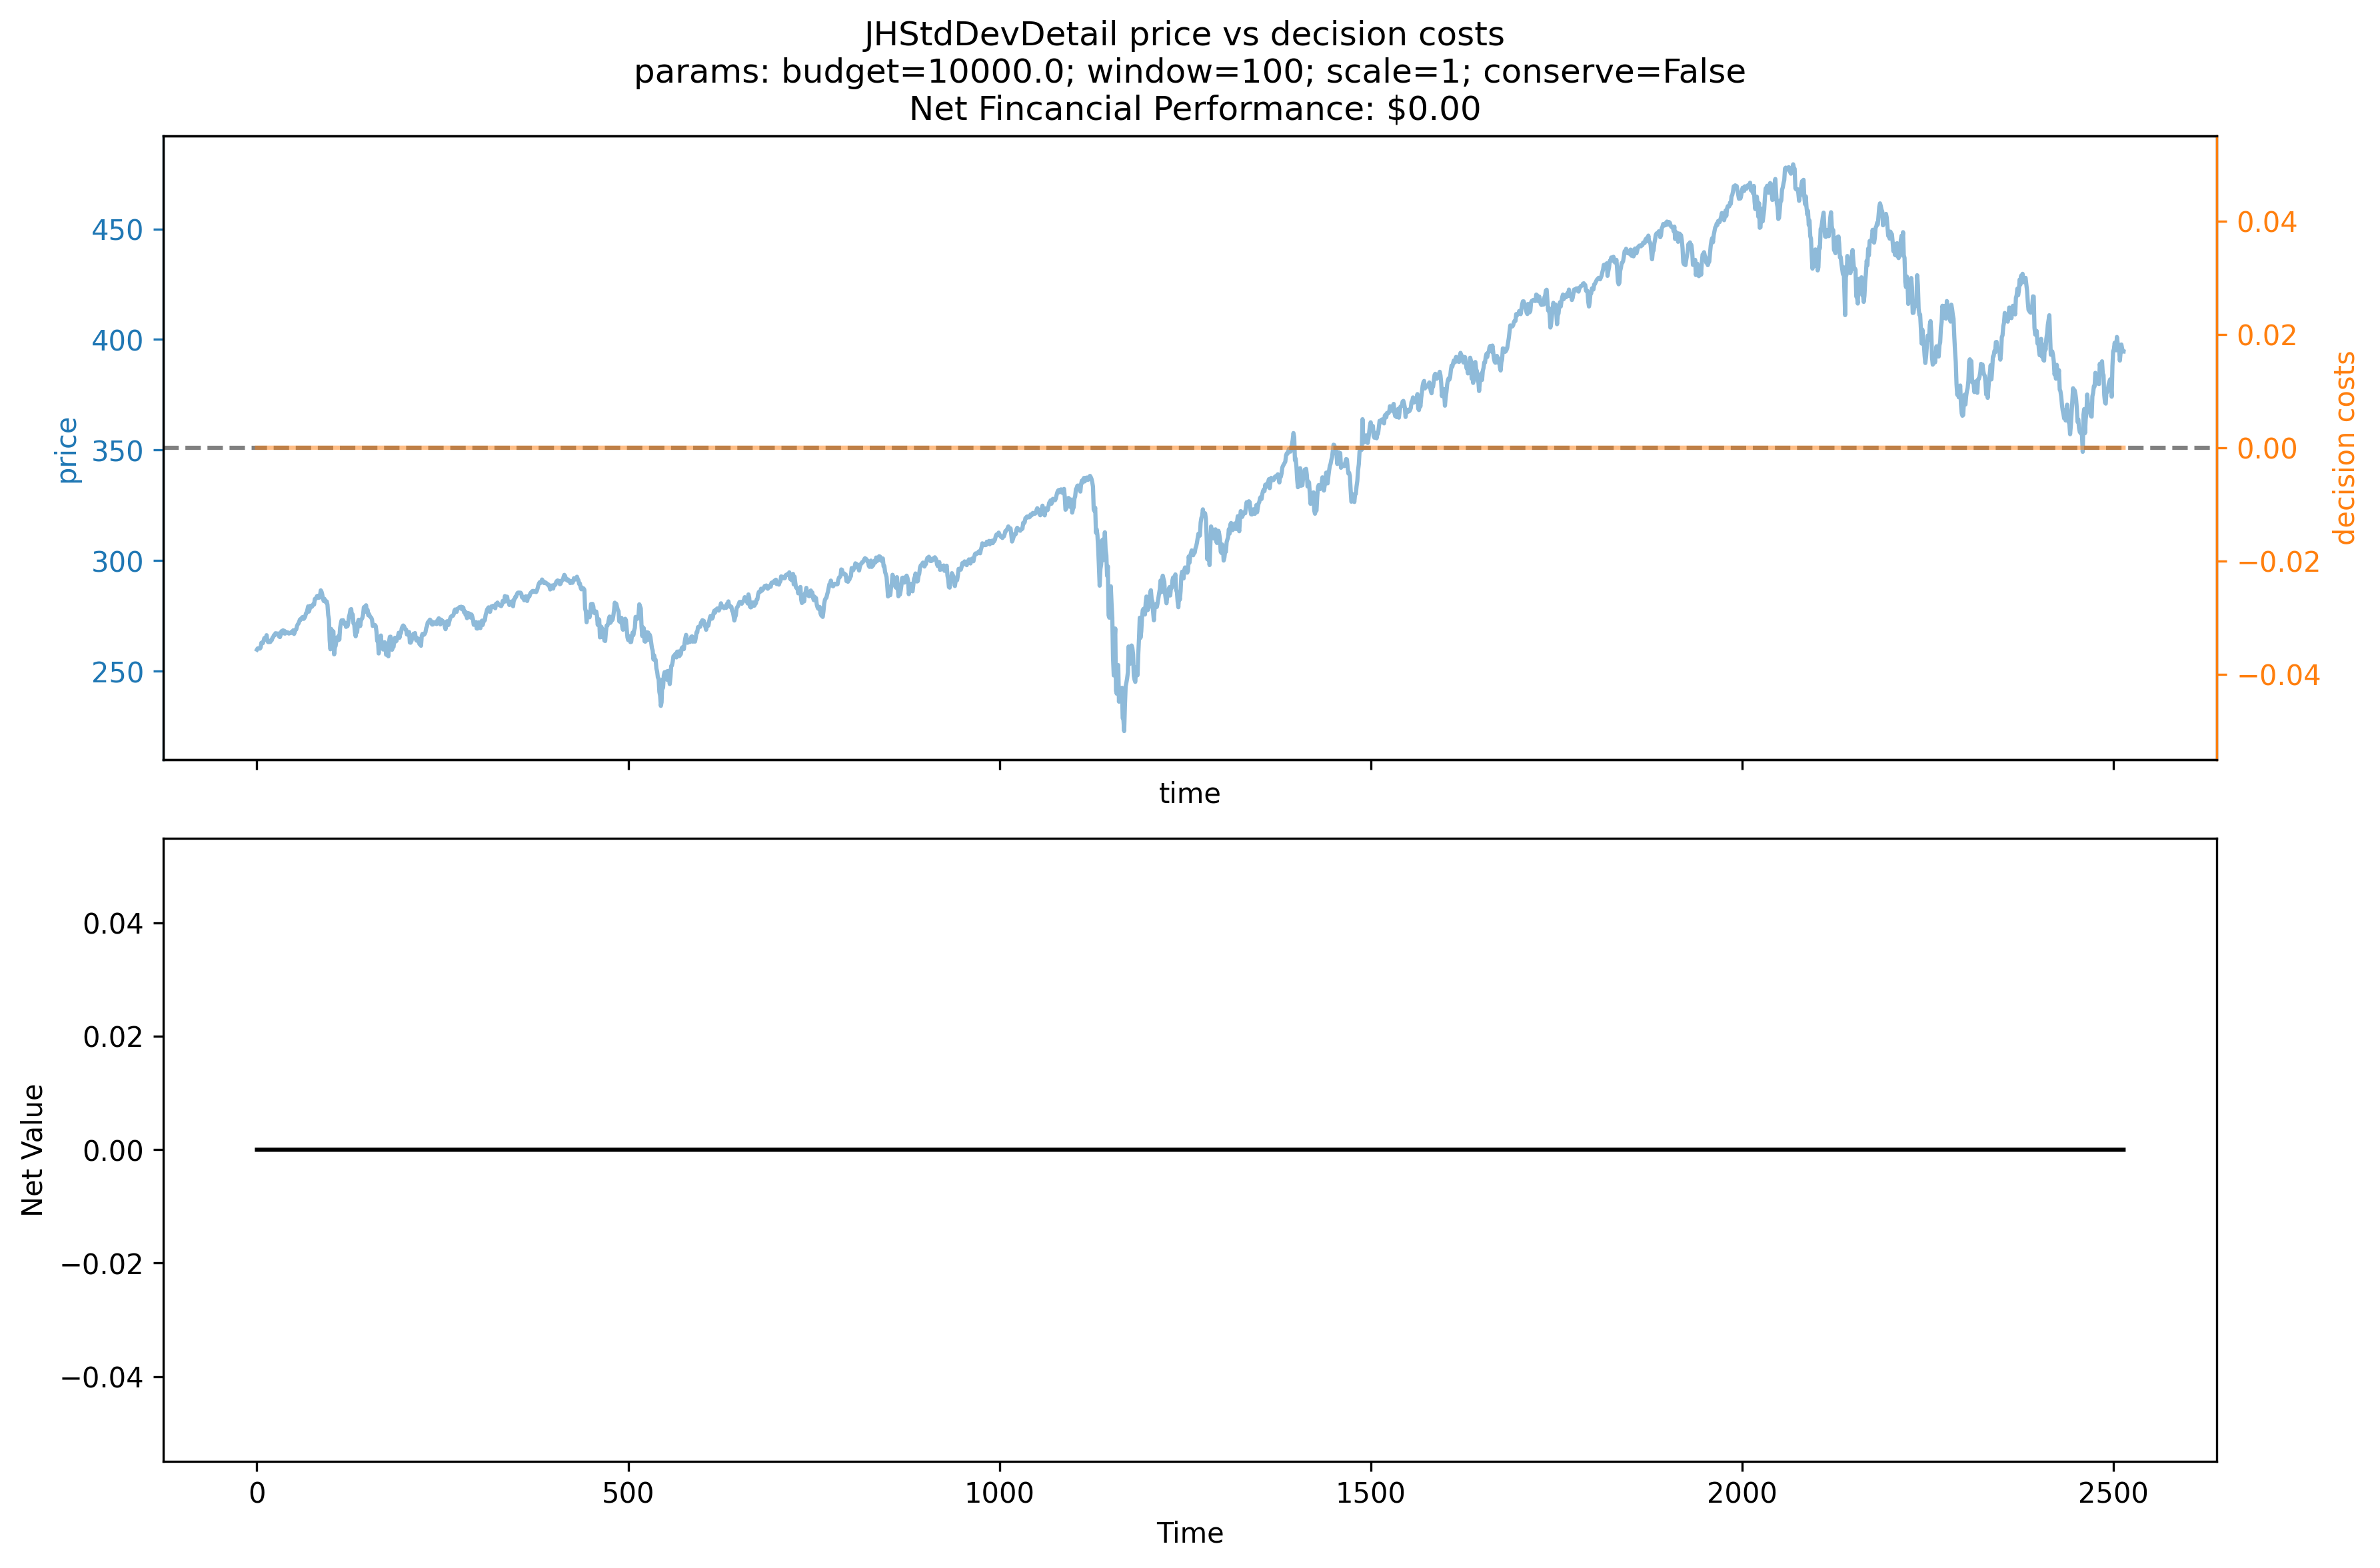 JHStdDevDetail price vs decision costs
params: budget=10000.0; window=100; scale=1; conserve=False
Net Fincancial Performance: $0.00
450
400
350
300
250
price
0.04
0.02
0.00
−0.02
−0.04
decision costs
time
0.04
0.02
0.00
−0.02
−0.04
Net Value
0 500 1000 1500 2000 2500
Time